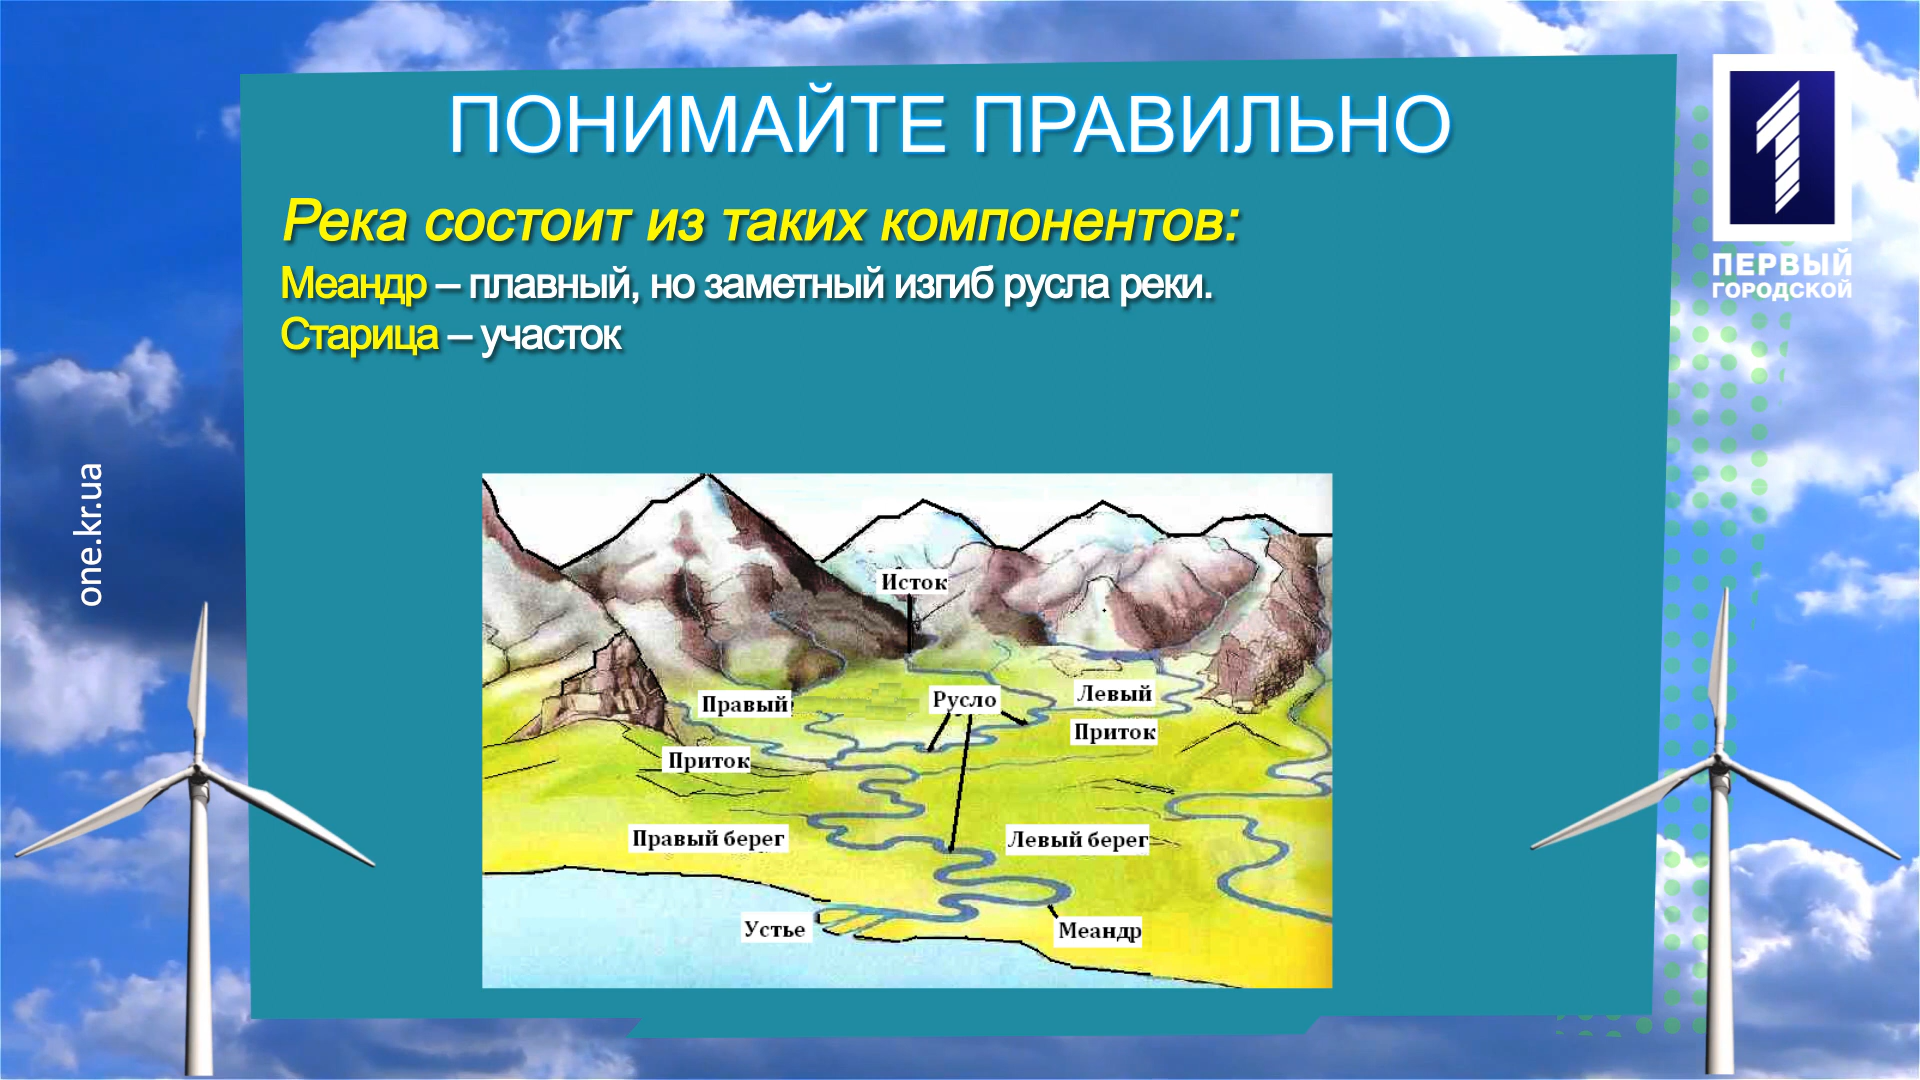 ПОНИМАЙТЕ ПРАВИЛЬНО
Река состоит из таких компонентов:
Меандр – плавный, но заметный изгиб русла реки.
Старица – участок
ПЕРВЫЙ
ГОРОДСКОЙ
one.kr.ua
Исток
Правый
Русло
Левый
Приток
Приток
Правый берег
Левый берег
Устье
Меандр